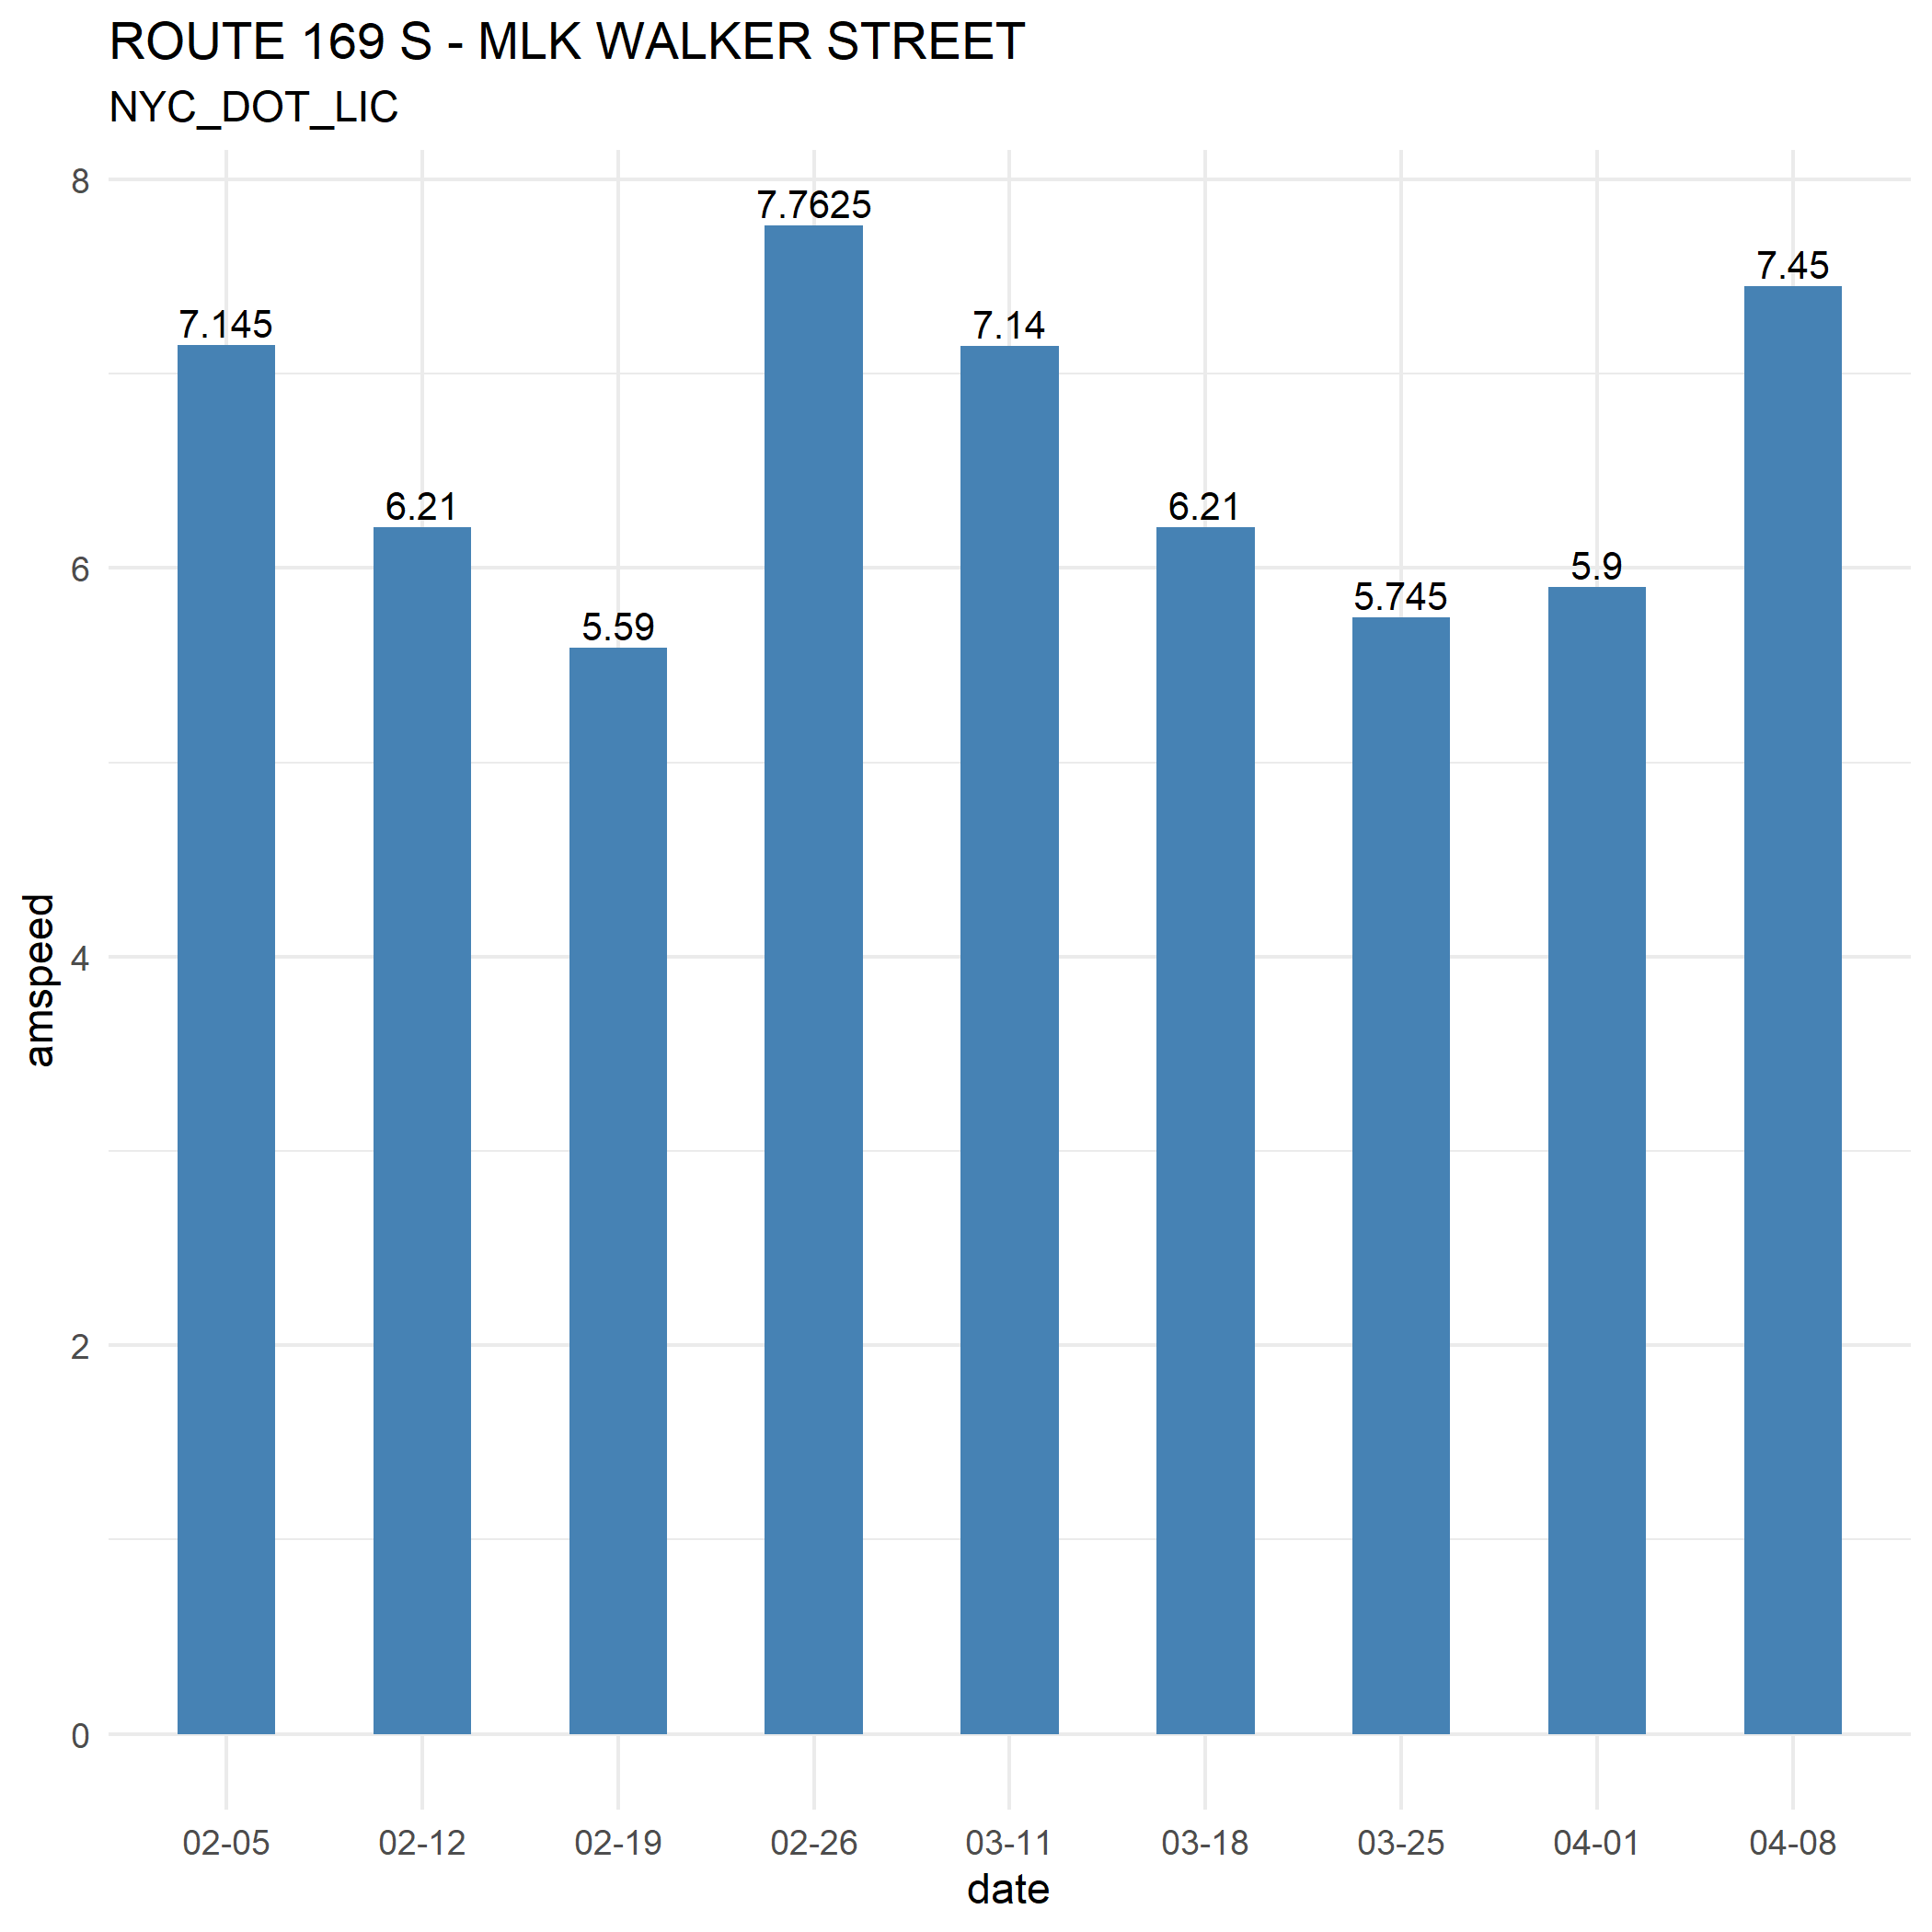 ROUTE 169 S - MLK WALKER STREET
NYC_DOT_LIC
8
7.7625
7.45
7.145
7.14
6.21
6.21
6
5.9
5.745
5.59
amspeed
4
2
0
02-05 02-12 02-19 02-26 03-11 03-18 03-25 04-01 04-08
date